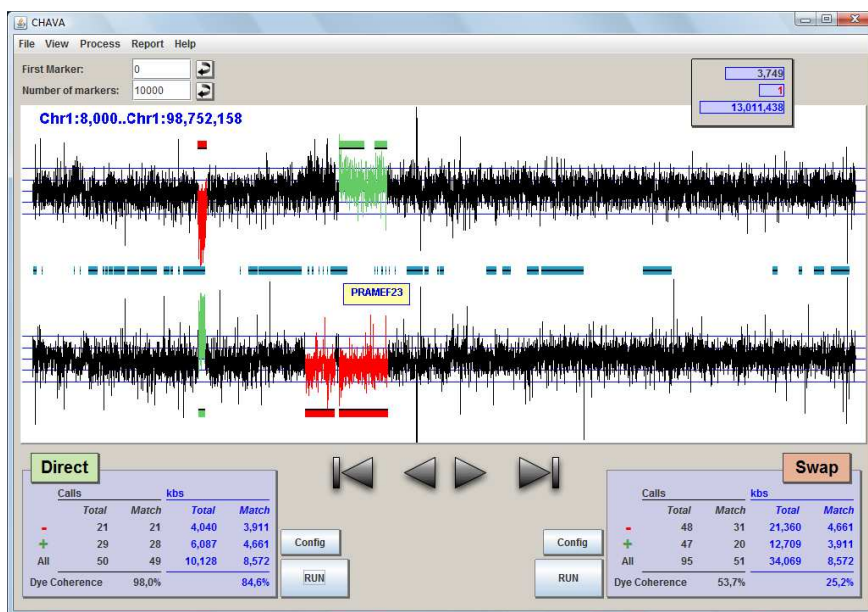 CHAVA
File View Process Report Help
First Marker: 0
Number of markers: 10000
3,749
1
13,011,438
Chr1:8,000..Chr1:98,752,158
PRAMEF23
Direct
Calls kbs
Total Match Total Match
- 21 21 4,040 3,911
+ 29 28 6,087 4,661
All 50 49 10,128 8,572
Dye Coherence 98,0% 84,6%
Config
RUN
Config
RUN
Swap
Calls kbs
Total Match Total Match
- 48 31 21,360 4,661
+ 47 20 12,709 3,911
All 95 51 34,069 8,572
Dye Coherence 53,7% 25,2%